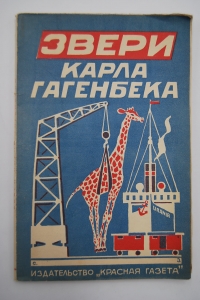 ЗВЕРИ
КАРЛА
ГАГЕНБЕКА
ИЗДАТЕЛЬСТВО „КРАСНАЯ ГАЗЕТА"